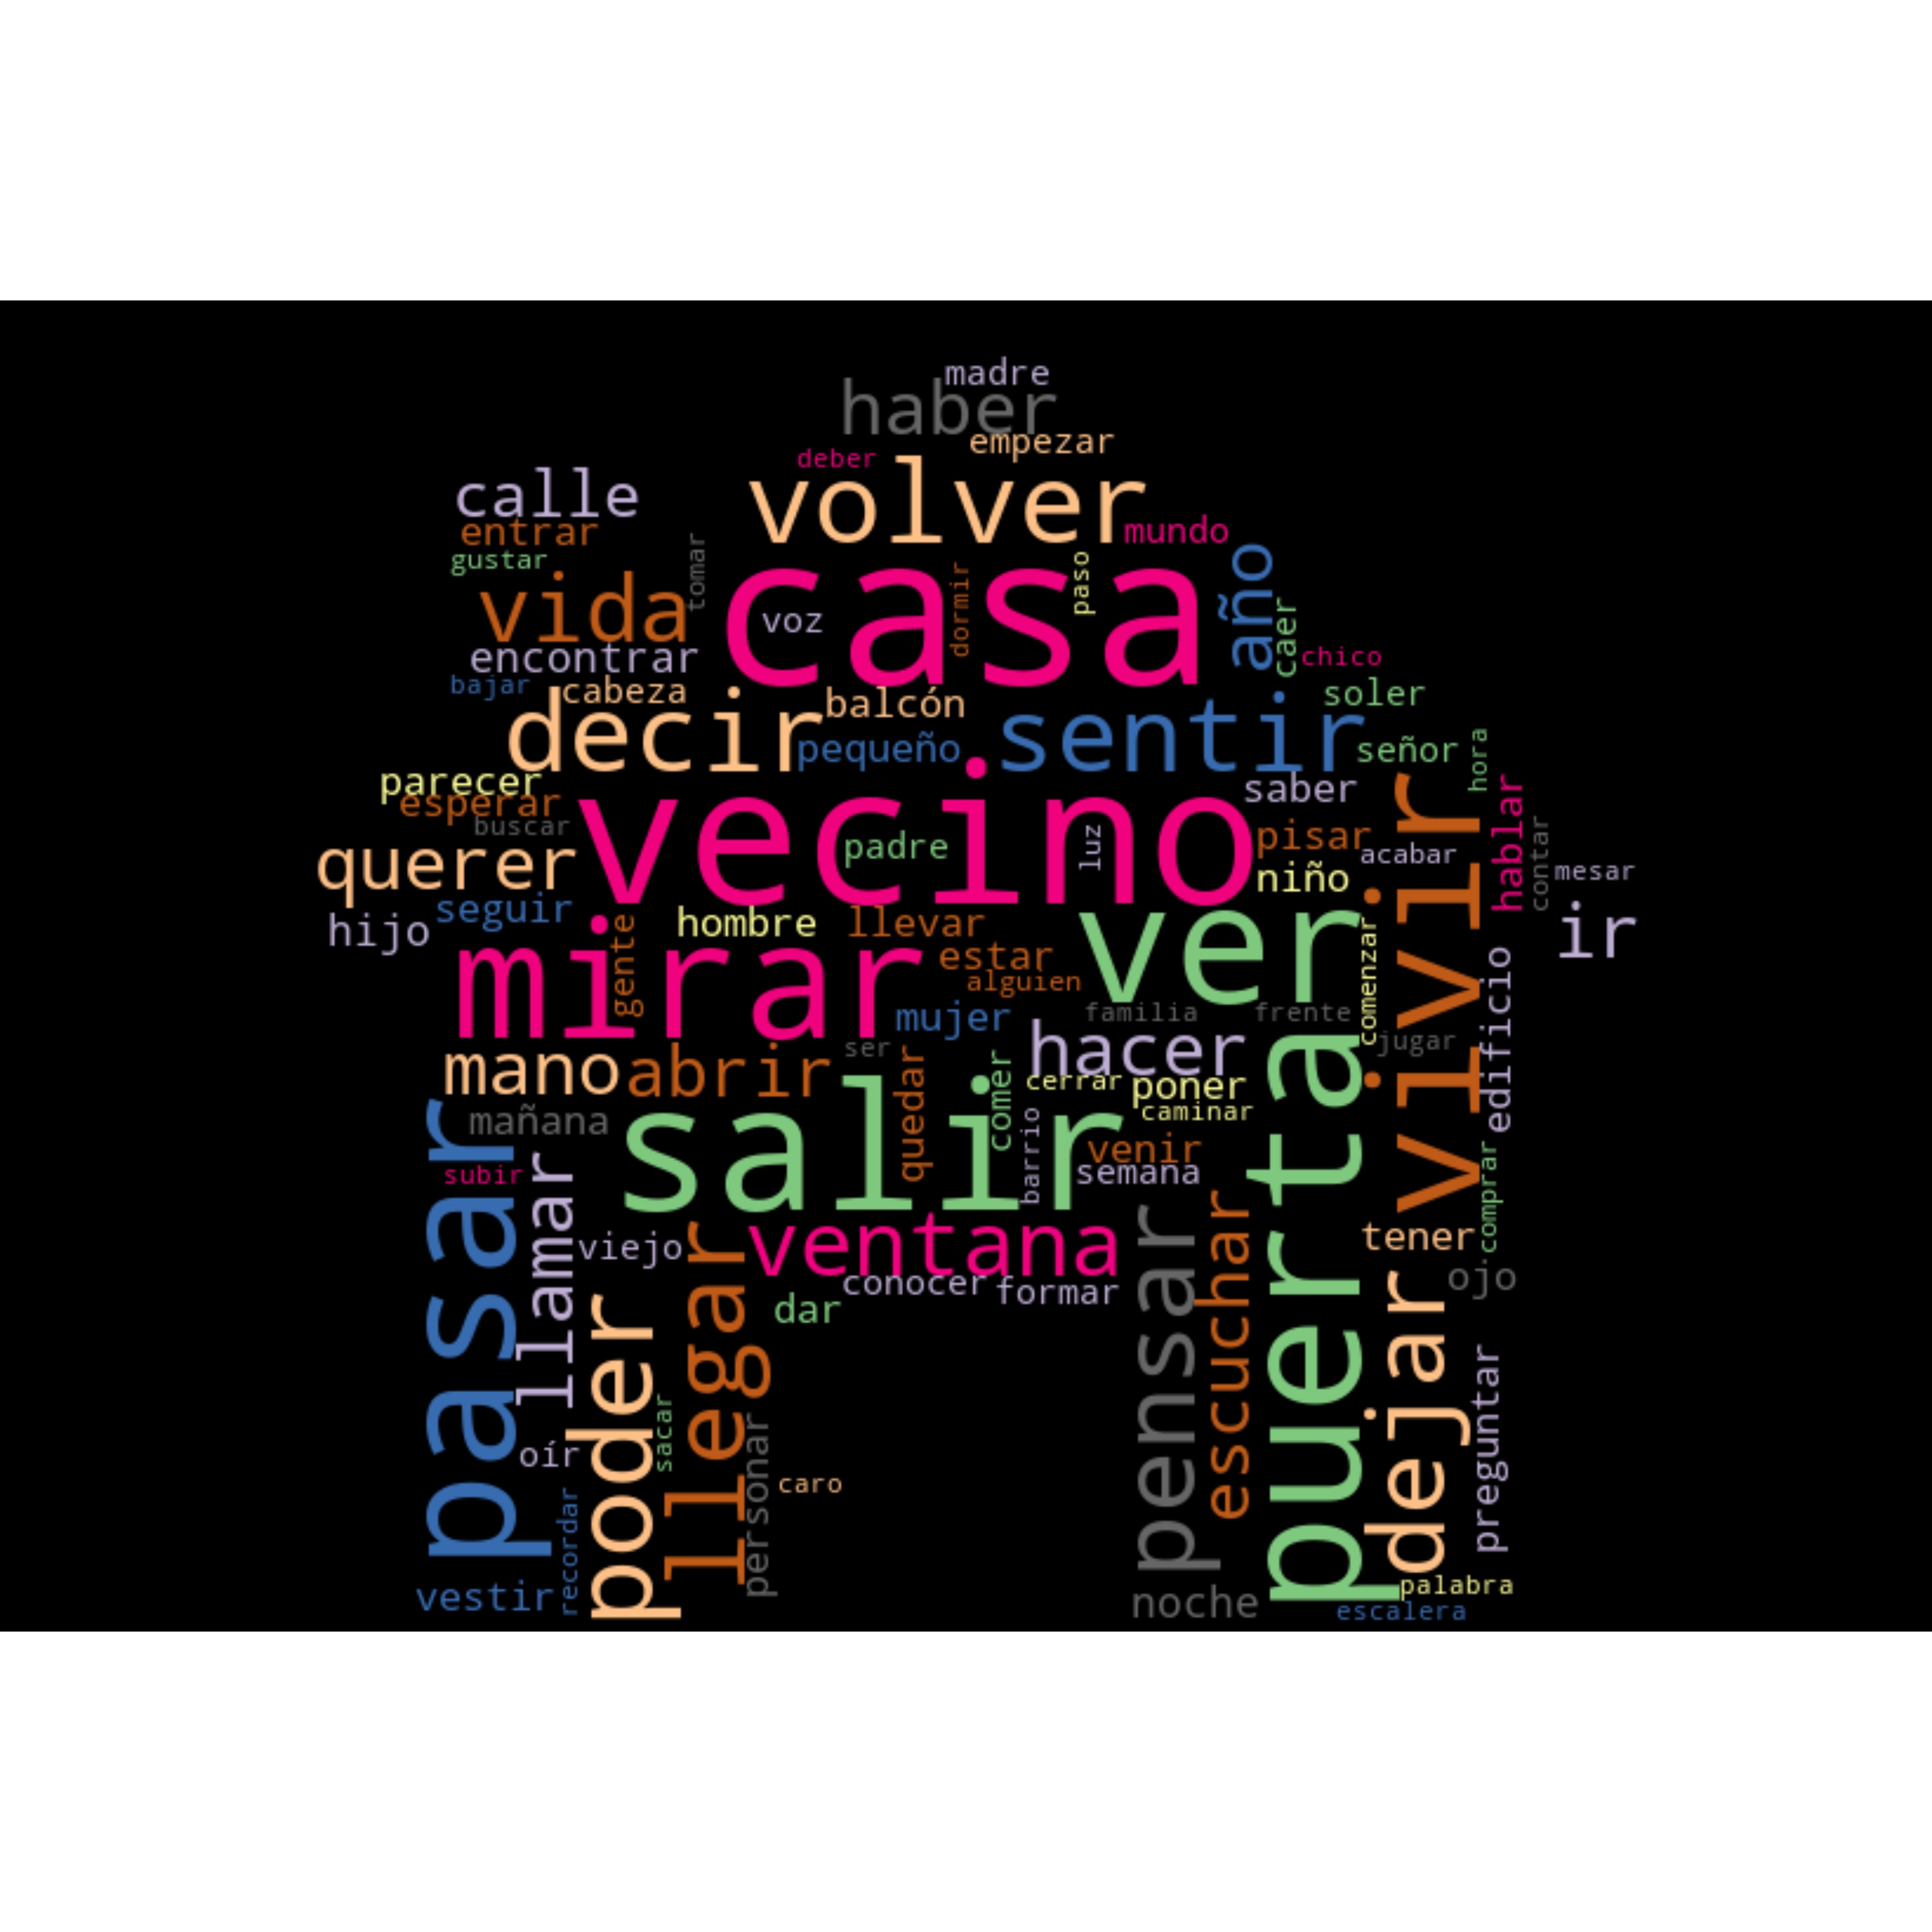 madre
haber
empezar
deber
calle
volver
entrar
mundo
gustar
tomar
vida
casa
voz
dormir
paso
año
caer
encontrar
chico
bajar
cabeza
balcón
soler
decir
pequeño
sentir
señor
hora
parecer
esperar
saber
buscar
vecino
padre
luz
pisar
acabar
niño
vivir
hablar
contar
mesar
querer
seguir
hijo
hombre
llevar
ver
comenzar
ir
mirar
gente
estar
alguien
mujer
familia
frente
edificio
jugar
ser
hacer
mano
abrir
quedar
comer
cerrar
poner
caminar
mañana
salir
barrio
venir
semana
puerta
comprar
pasar
subir
llamar
viejo
llegar
ventana
conocer
formar
dar
pensar
escuchar
tener
ojo
dejar
poder
sacar
oír
personar
caro
preguntar
recordar
vestir
noche
palabra
escalera